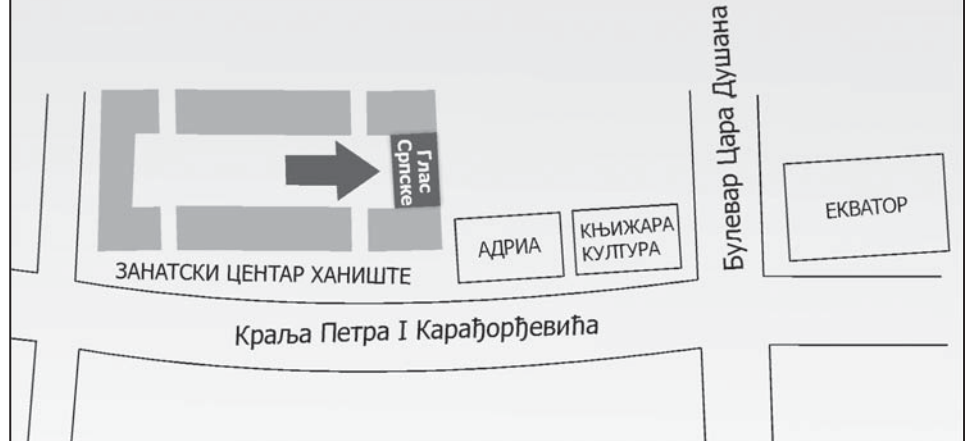 Булевар Цара Душана
Глас
Српске
ЕКВАТОР
АДРИА
КЊИЖАРА
КУЛТУРА
ЗАНАТСКИ ЦЕНТАР ХАНИШТЕ
Краља Петра I Карађорђевића